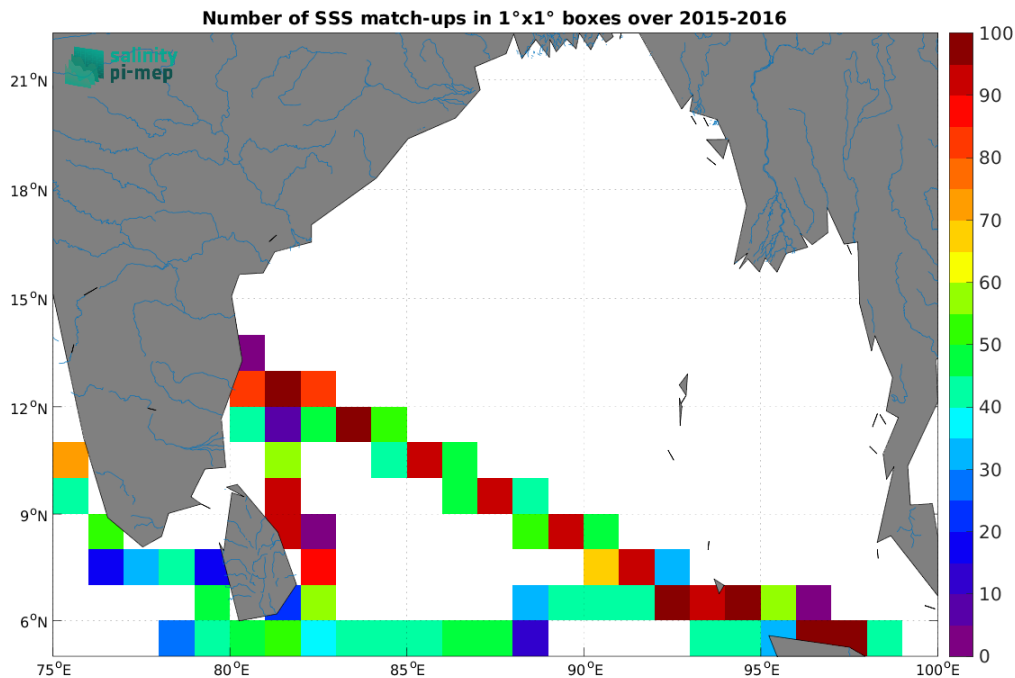 Number of SSS match-ups in 1°x1° boxes over 2015-2016
salinity
pi-mep
21°N
18°N
15°N
12°N
9°N
6°N
75°E
80°E
85°E
90°E
95°E
100°E
100
90
80
70
60
50
40
30
20
10
0